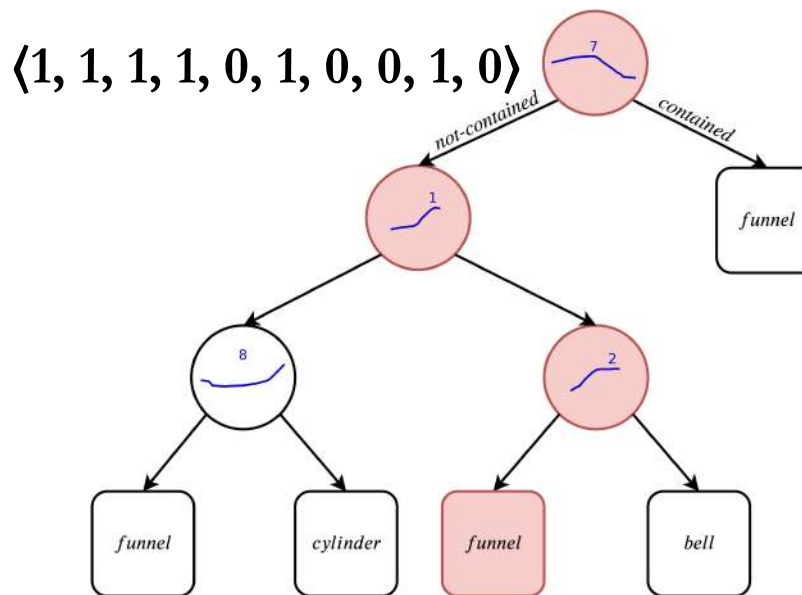 7
⟨1, 1, 1, 1, 0, 1, 0, 0, 1, 0⟩
not-contained
contained
1
funnel
8
2
funnel
cylinder
funnel
bell